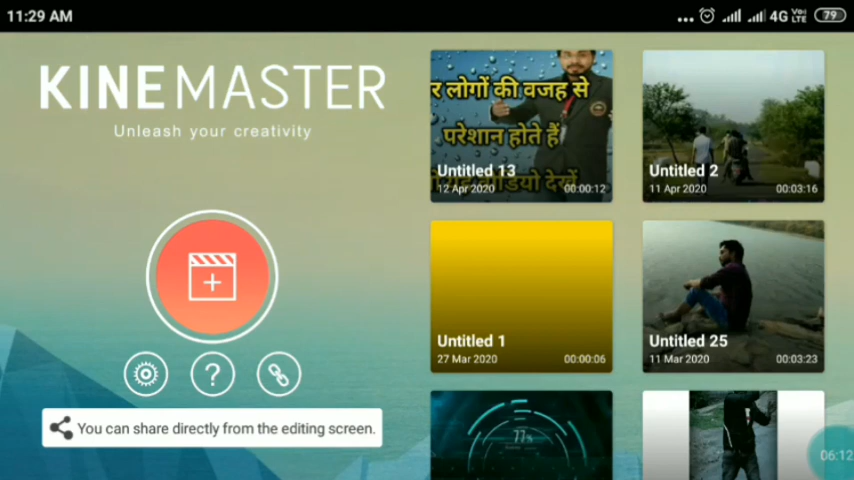 11:29 AM
4G VoLTE 79
KINEMASTER
Unleash your creativity
You can share directly from the editing screen.
र लोगों की वजह से
परेशान होते हैं
वीडियो देखें
Untitled 13
12 Apr 2020 00:00:12
Untitled 2
11 Apr 2020 00:03:16
Untitled 1
27 Mar 2020 00:00:06
Untitled 25
11 Mar 2020 00:03:23
77%
06:12